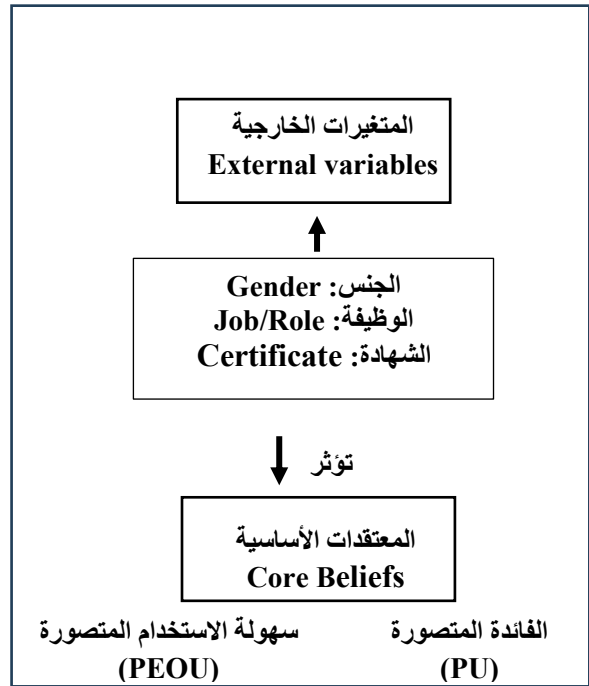 المتغيرات الخارجية
External variables
الجنس: Gender
الوظيفة: Job/Role
الشهادة: Certificate
تؤثر
المعتقدات الأساسية
Core Beliefs
الفائدة المتصورة
(PU)
سهولة الاستخدام المتصورة
(PEOU)